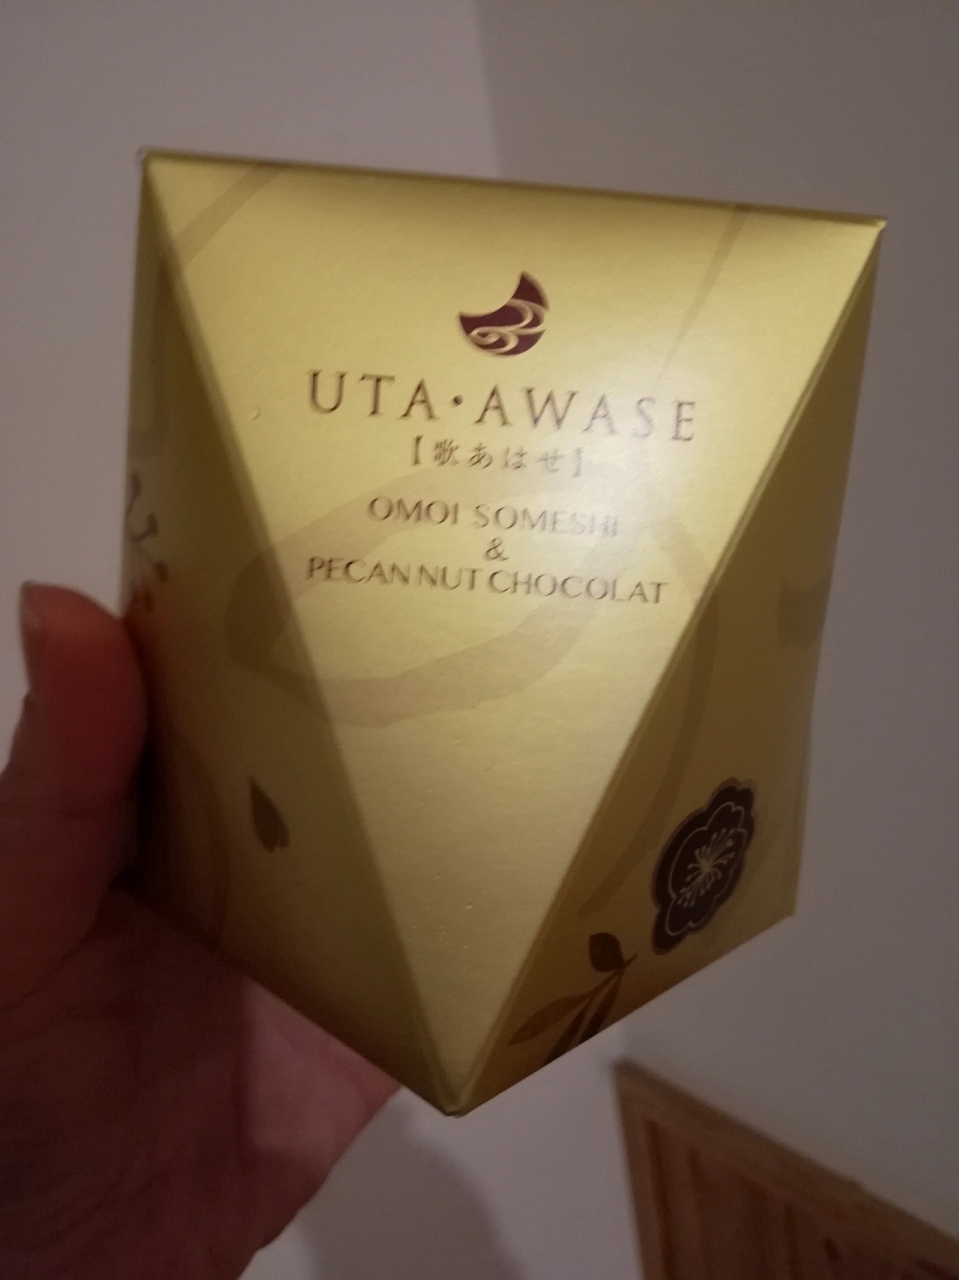 UTA·AWASE
【歌あはせ】
OMOI SOMESHI
&
PECAN NUT CHOCOLAT